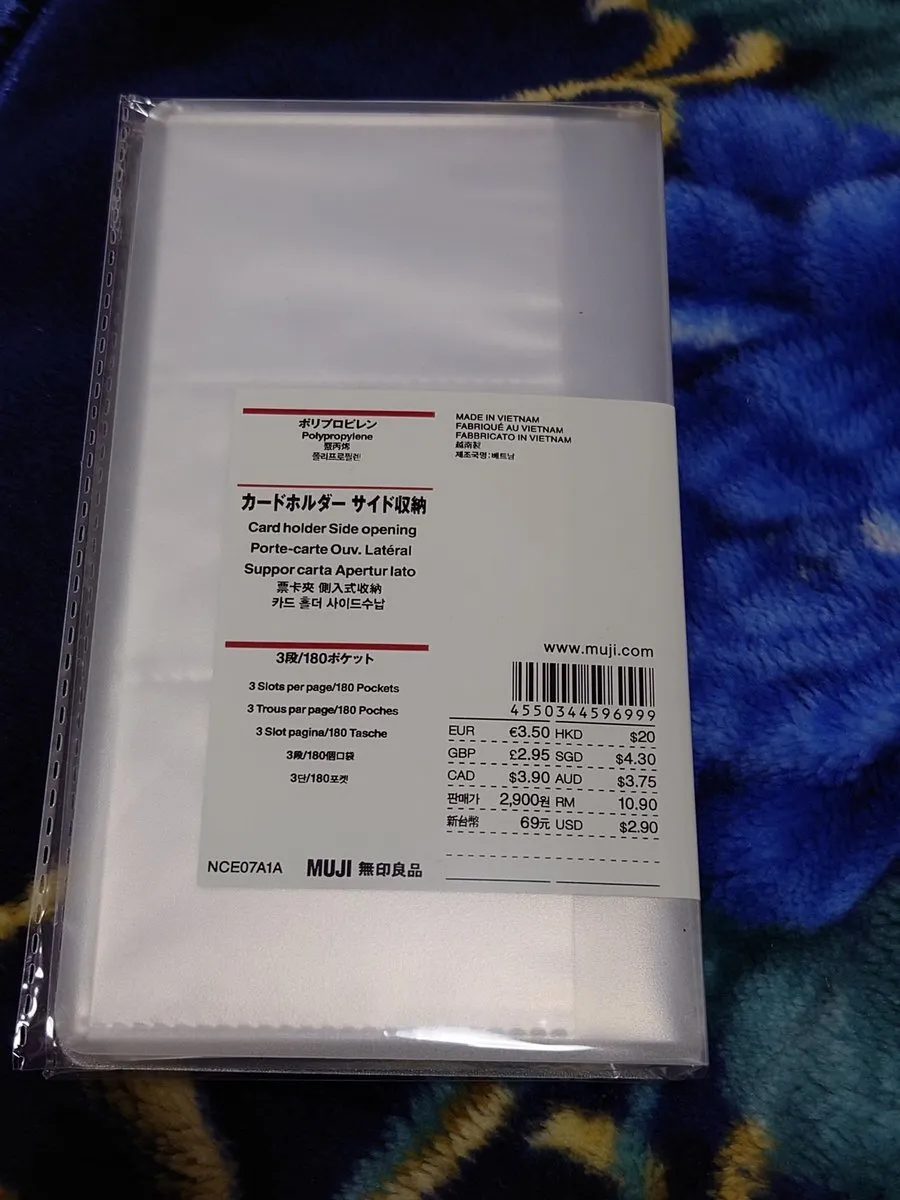 ポリプロピレン
Polypropylene
聚丙烯
폴리프로필렌
カードホルダー サイド収納
Card holder Side opening
Porte-carte Ouv. Latéral
Suppor carta Apertur lato
票卡夾 側入式收納
카드 홀더 사이드수납
3段/180ポケット
3 Slots per page/180 Pockets
3 Trous par page/180 Poches
3 Slot pagina/180 Tasche
3段/180個口袋
3단/180포켓
NCE07A1A MUJI 無印良品
MADE IN VIETNAM
FABRIQUÉ AU VIETNAM
FABBRICATO IN VIETNAM
越南製
제조국명:베트남
www.muji.com
4550344596999
EUR €3.50 HKD $20
GBP £2.95 SGD $4.30
CAD $3.90 AUD $3.75
판매가 2,900원 RM 10.90
新台幣 69元 USD $2.90